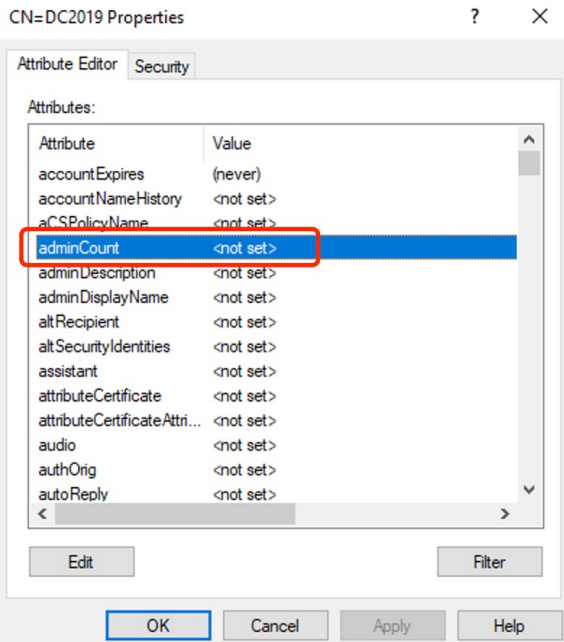 CN=DC2019 Properties ? ×
Attribute Editor Security
Attributes:
Attribute Value
accountExpires (never)
accountNameHistory <not set>
aCSPolicyName <not set>
adminCount <not set>
adminDescription <not set>
adminDisplayName <not set>
altRecipient <not set>
altSecurityIdentities <not set>
assistant <not set>
attributeCertificate <not set>
attributeCertificateAttri... <not set>
audio <not set>
authOrig <not set>
autoReply <not set>
Edit Filter
OK Cancel Apply Help